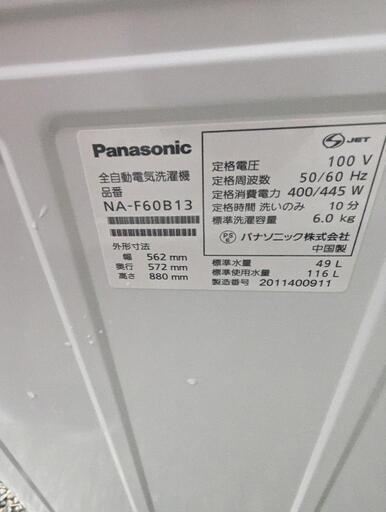 Panasonic
全自動電気洗濯機
品番
NA-F60B13
外形寸法
幅 562 mm
奥行 572 mm
高さ 880 mm
S JET
定格電圧 100 V
定格周波数 50/60 Hz
定格消費電力 400/445 W
定格時間 洗いのみ 10 分
標準洗濯容量 6.0 kg
PS E パナソニック株式会社
中国製
標準水量 49 L
標準使用水量 116 L
製造番号 2011400911